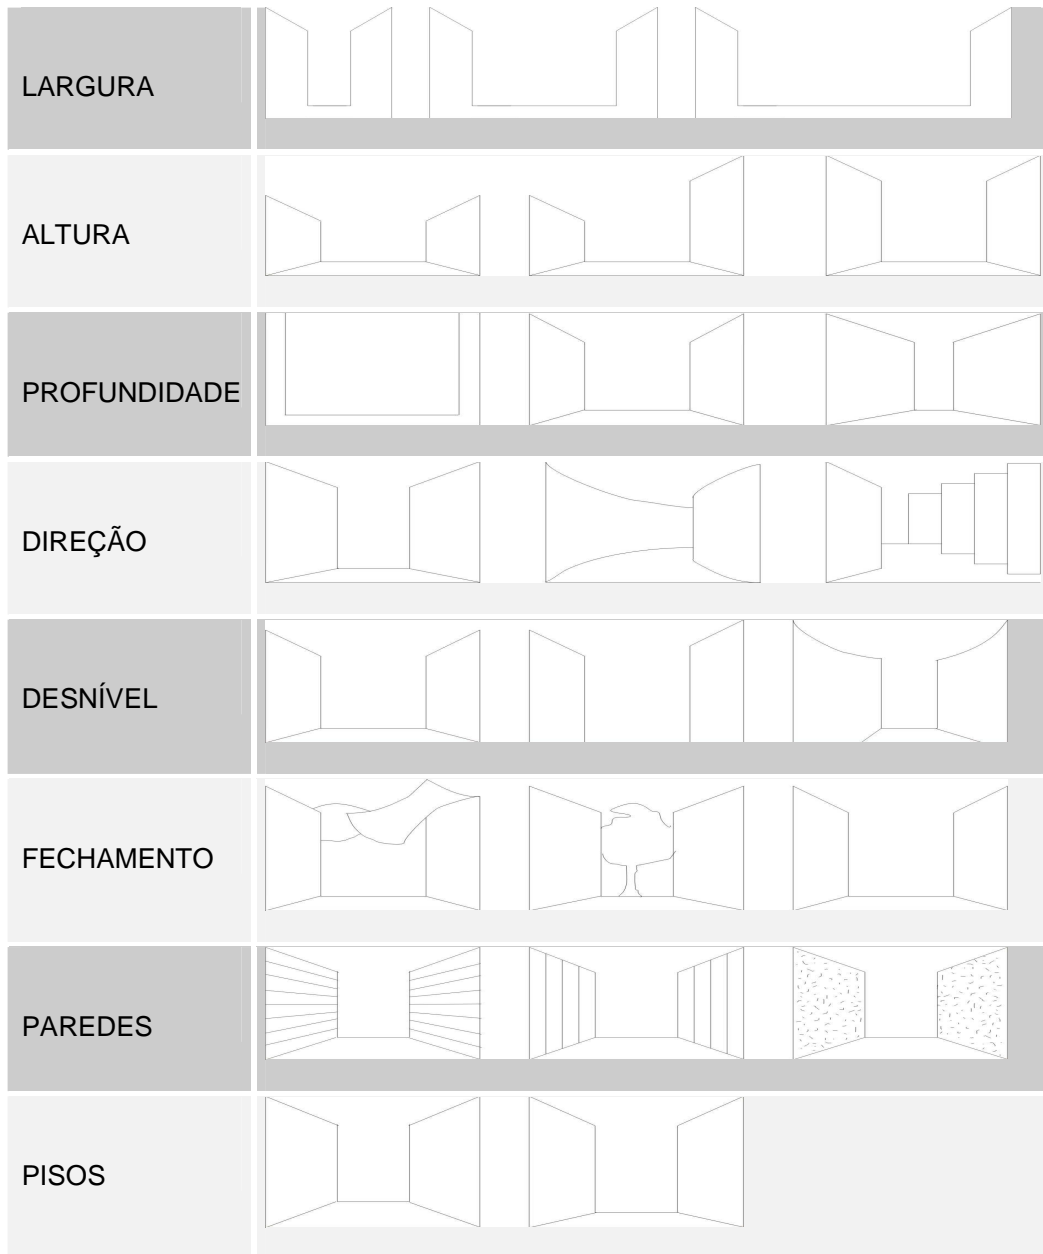 LARGURA
ALTURA
PROFUNDIDADE
DIREÇÃO
DESNÍVEL
FECHAMENTO
PAREDES
PISOS